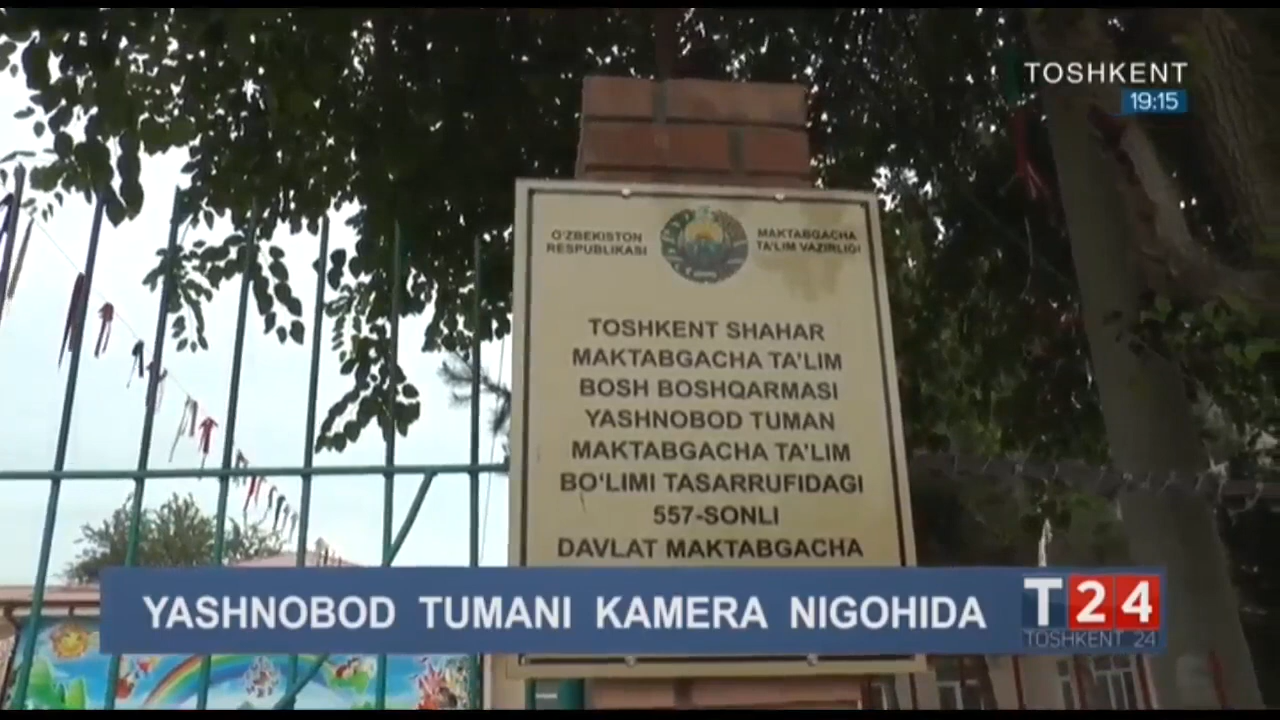 TOSHKENT
19:15
O'ZBEKISTON
RESPUBLIKASI
MAKTABGACHA
TA'LIM VAZIRLIGI
TOSHKENT SHAHAR
MAKTABGACHA TA'LIM
BOSH BOSHQARMASI
YASHNOBOD TUMAN
MAKTABGACHA TA'LIM
BO'LIMI TASARRUFIDAGI
557-SONLI
DAVLAT MAKTABGACHA
YASHNOBOD TUMANI KAMERA NIGOHIDA
T24
TOSHKENT 24